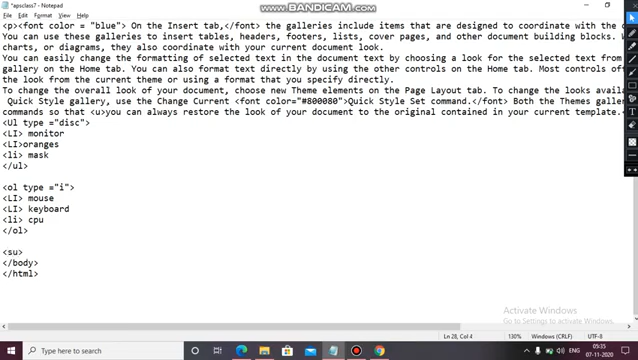 *apsclass7 - Notepad
www.BANDICAM.com
File Edit Format View Help
<p><font color = "blue"> On the Insert tab,</font> the galleries include items that are designed to coordinate with the
You can use these galleries to insert tables, headers, footers, lists, cover pages, and other document building blocks.
charts, or diagrams, they also coordinate with your current document look.
You can easily change the formatting of selected text in the document text by choosing a look for the selected text from
gallery on the Home tab. You can also format text directly by using the other controls on the Home tab. Most controls
the look from the current theme or using a format that you specify directly.
To change the overall look of your document, choose new Theme elements on the Page Layout tab. To change the looks
Quick Style gallery, use the Change Current <font color="#800080">Quick Style Set command.</font> Both the Themes
commands so that <u>you can always restore the look of your document to the original contained in your current template.
<Ul type ="disc">
<LI> monitor
<LI>oranges
<li> mask
</ul>
<ol type ="i">
<LI> mouse
<LI> keyboard
<li> cpu
</ol>
<su>
</body>
</html>
Activate Windows
Go to Settings to activate Windows.
Ln 28, Col 4
130%
Windows (CRLF)
UTF-8
Type here to search
ENG
05:35
07-11-2020